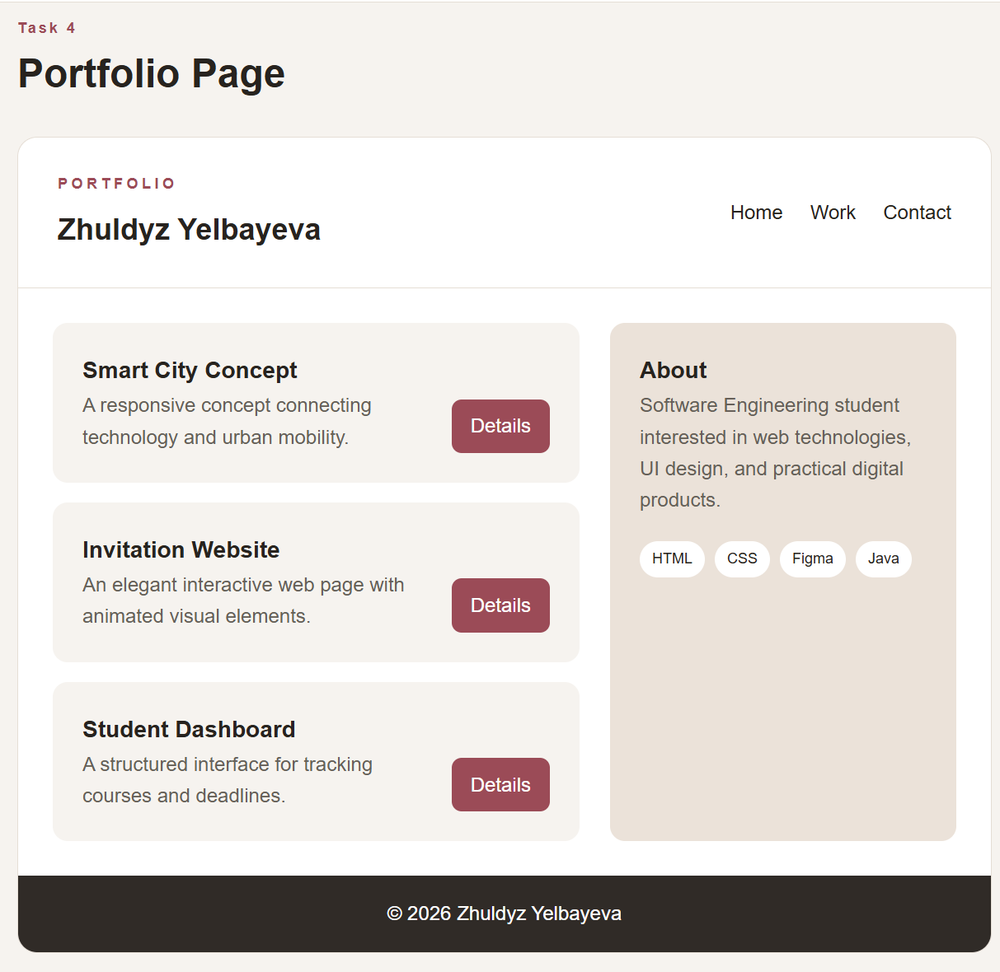 Task 4
Portfolio Page
PORTFOLIO
Zhuldyz Yelbayeva
Home Work Contact
Smart City Concept
A responsive concept connecting
technology and urban mobility.
Details
Invitation Website
An elegant interactive web page with
animated visual elements.
Details
Student Dashboard
A structured interface for tracking
courses and deadlines.
Details
About
Software Engineering student
interested in web technologies,
UI design, and practical digital
products.
HTML CSS Figma Java
© 2026 Zhuldyz Yelbayeva